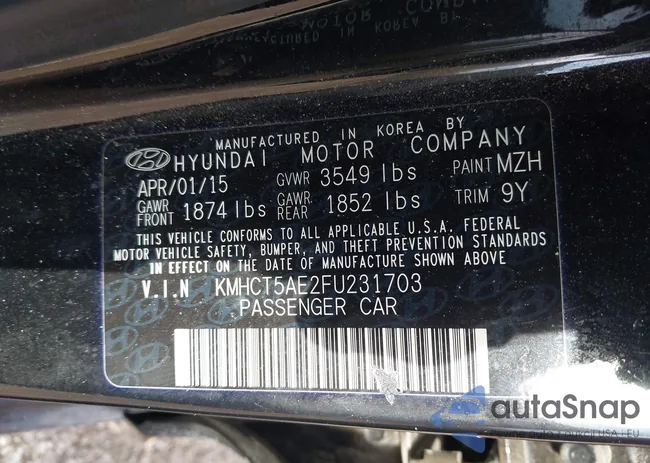 MANUFACTURED IN KOREA BY
HYUNDAI MOTOR COMPANY
APR/01/15 GVWR 3549 lbs PAINT MZH
GAWR FRONT 1874 lbs GAWR REAR 1852 lbs TRIM 9Y
THIS VEHICLE CONFORMS TO ALL APPLICABLE U.S.A. FEDERAL
MOTOR VEHICLE SAFETY, BUMPER, AND THEFT PREVENTION STANDARDS
IN EFFECT ON THE DATE OF MANUFACTURE SHOWN ABOVE
V.I.N KMHCT5AE2FU231703
PASSENGER CAR
autoSnap